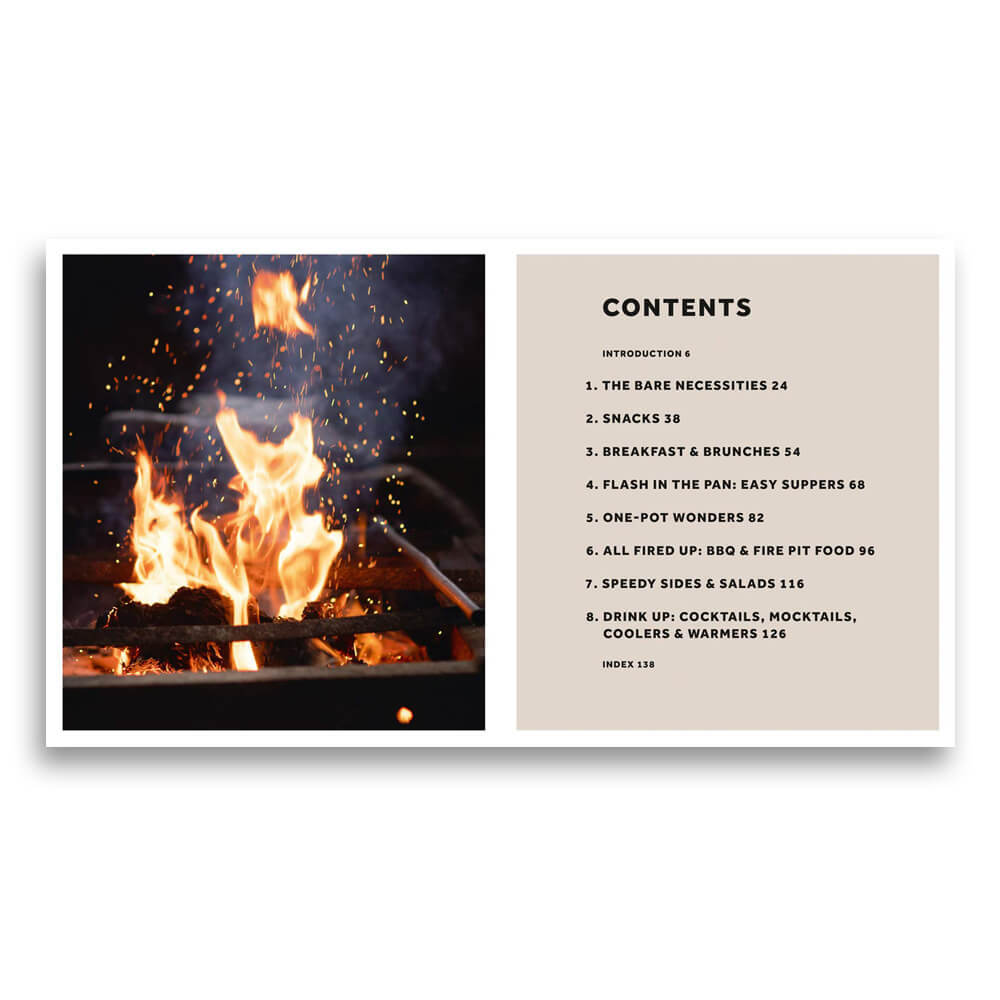 CONTENTS
INTRODUCTION 6
1. THE BARE NECESSITIES 24
2. SNACKS 38
3. BREAKFAST & BRUNCHES 54
4. FLASH IN THE PAN: EASY SUPPERS 68
5. ONE-POT WONDERS 82
6. ALL FIRED UP: BBQ & FIRE PIT FOOD 96
7. SPEEDY SIDES & SALADS 116
8. DRINK UP: COCKTAILS, MOCKTAILS,
COOLERS & WARMERS 126
INDEX 138